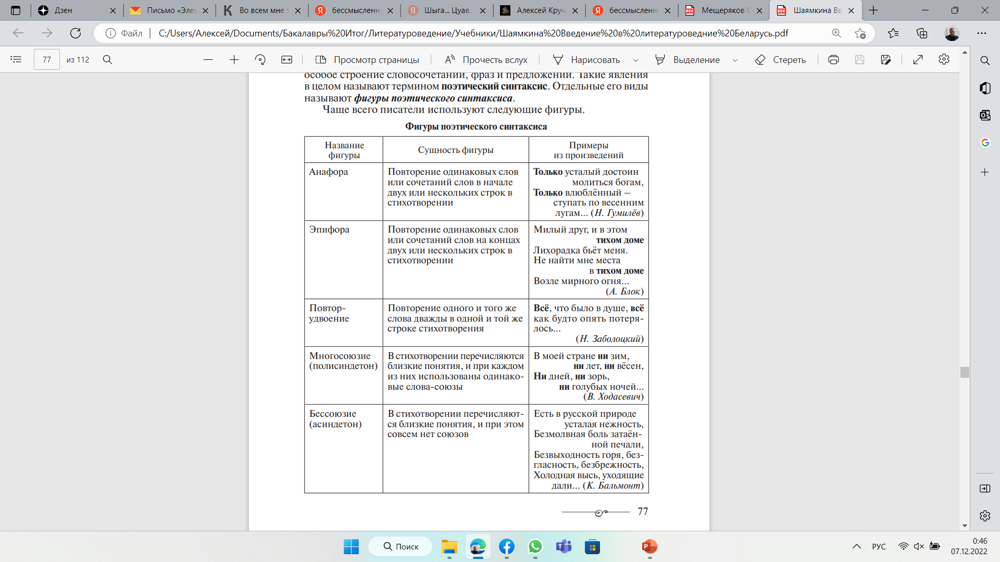 Дзен
Письмо «Элек
Во всем мне х
бессмысленны
Шыга... Цуав...
Алексей Круч
бессмысленны
Мещеряков С
Шаямкина Вв
Файл
C:/Users/Алексей/Documents/Бакалавры%20Итог/Литературоведение/Учебники/Шаямкина%20Введение%20в%20литературоведние%20Беларусь.pdf
77 из 112
Просмотр страницы
Прочесть вслух
Нарисовать
Выделение
Стереть
особое строение словосочетаний, фраз и предложений. Такие явления
в целом называют термином поэтический синтаксис. Отдельные его виды
называют фигуры поэтического синтаксиса.
Чаще всего писатели используют следующие фигуры.
Фигуры поэтического синтаксиса
Название
фигуры
Сущность фигуры
Примеры
из произведений
Анафора
Повторение одинаковых слов
или сочетаний слов в начале
двух или нескольких строк в
стихотворении
Только усталый достоин
молиться богам,
Только влюблённый –
ступать по весенним
лугам... (Н. Гумилёв)
Эпифора
Повторение одинаковых слов
или сочетаний слов на концах
двух или нескольких строк в
стихотворении
Милый друг, и в этом
тихом доме
Лихорадка бьёт меня.
Не найти мне места
в тихом доме
Возле мирного огня...
(А. Блок)
Повтор-
удвоение
Повторение одного и того же
слова дважды в одной и той же
строке стихотворения
Всё, что было в душе, всё
как будто опять потеря-
лось...
(Н. Заболоцкий)
Многосоюзие
(полисиндетон)
В стихотворении перечисляются
близкие понятия, и при каждом
из них использованы одинако-
вые слова-союзы
В моей стране ни зим,
ни лет, ни вёсен,
Ни дней, ни зорь,
ни голубых ночей...
(В. Ходасевич)
Бессоюзие
(асиндетон)
В стихотворении перечисляют-
ся близкие понятия, и при этом
совсем нет союзов
Есть в русской природе
усталая нежность,
Безмолвная боль затаён-
ной печали,
Безвыходность горя, без-
гласность, безбрежность,
Холодная высь, уходящие
дали... (К. Бальмонт)
77
Поиск
РУС
0:46
07.12.2022